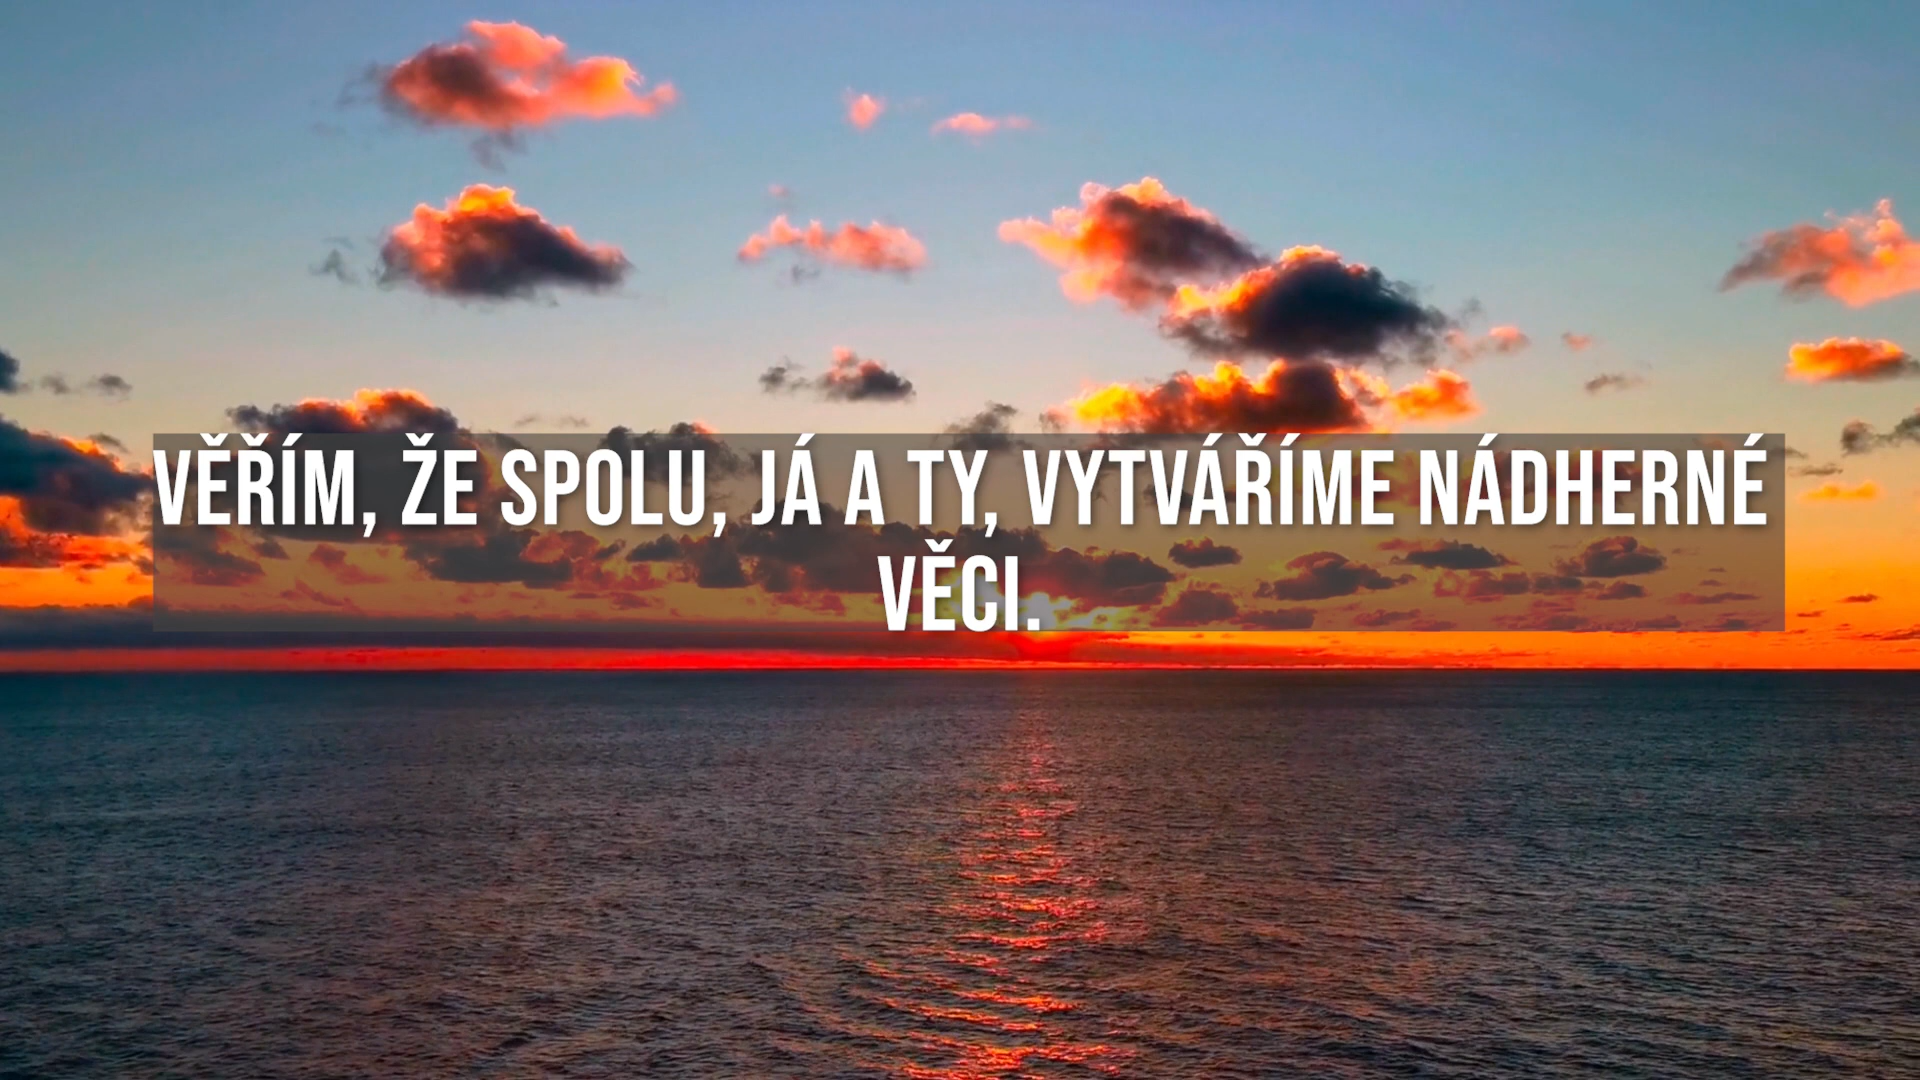 VĚŘÍM, ŽE SPOLU, JÁ A TY, VYTVÁŘÍME NÁDHERNÉ
VĚCI.